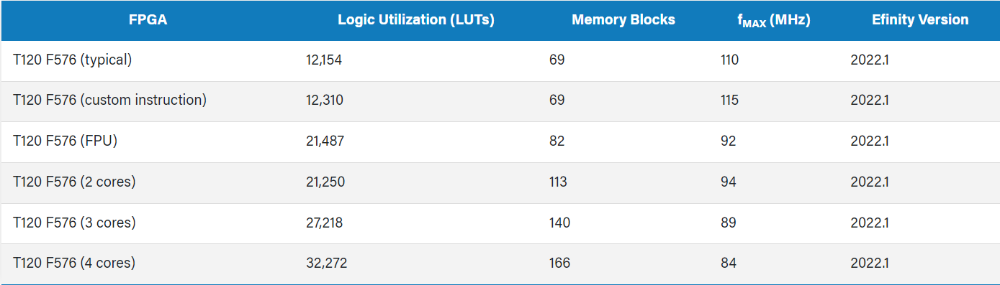 FPGA Logic Utilization (LUTs) Memory Blocks fMAX (MHz) Efinity Version
T120 F576 (typical) 12,154 69 110 2022.1
T120 F576 (custom instruction) 12,310 69 115 2022.1
T120 F576 (FPU) 21,487 82 92 2022.1
T120 F576 (2 cores) 21,250 113 94 2022.1
T120 F576 (3 cores) 27,218 140 89 2022.1
T120 F576 (4 cores) 32,272 166 84 2022.1